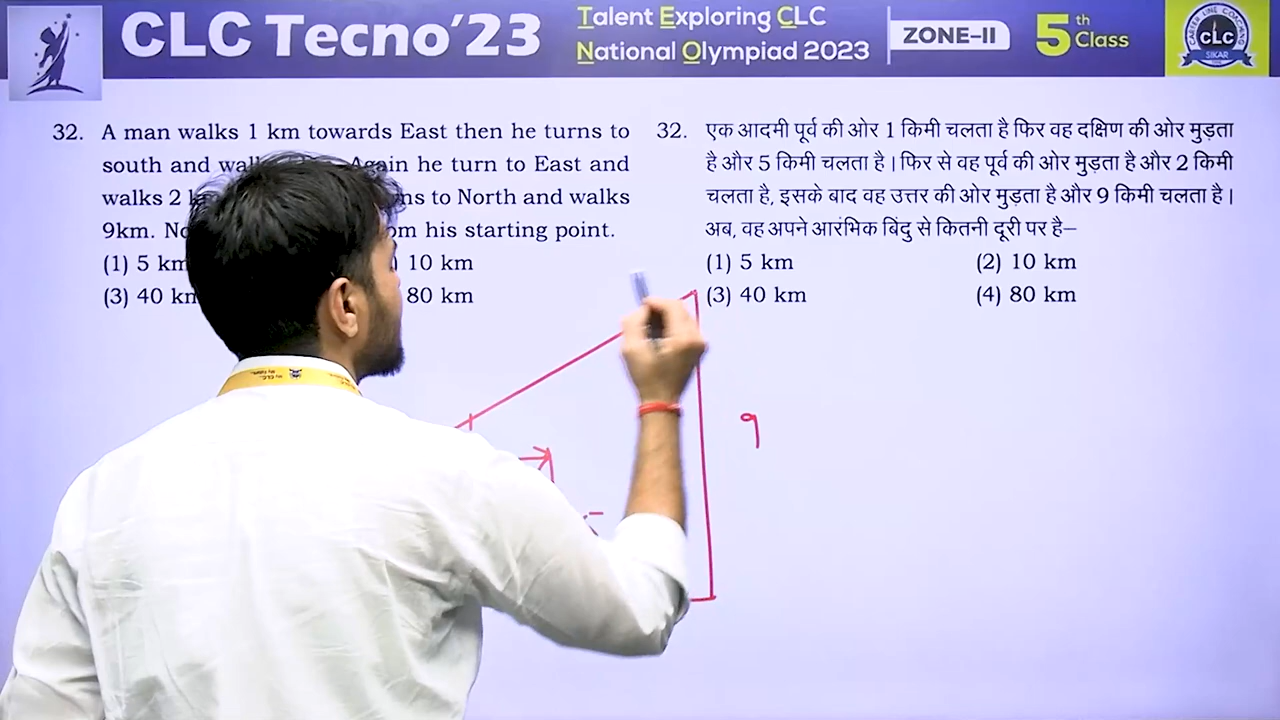 CLC Tecno'23
Talent Exploring CLC
National Olympiad 2023
ZONE–II
5th Class
CLC
SIKAR
32. A man walks 1 km towards East then he turns to
south and Again he turn to East and
walks 2 to North and walks
9km. his starting point.
(1) 5 km 10 km
(3) 40 80 km
32. एक आदमी पूर्व की ओर 1 किमी चलता है फिर वह दक्षिण की ओर मुड़ता
है और 5 किमी चलता है। फिर से वह पूर्व की ओर मुड़ता है और 2 किमी
चलता है, इसके बाद वह उत्तर की ओर मुड़ता है और 9 किमी चलता है।
अब, वह अपने आरंभिक बिंदु से कितनी दूरी पर है–
(1) 5 km (2) 10 km
(3) 40 km (4) 80 km
9